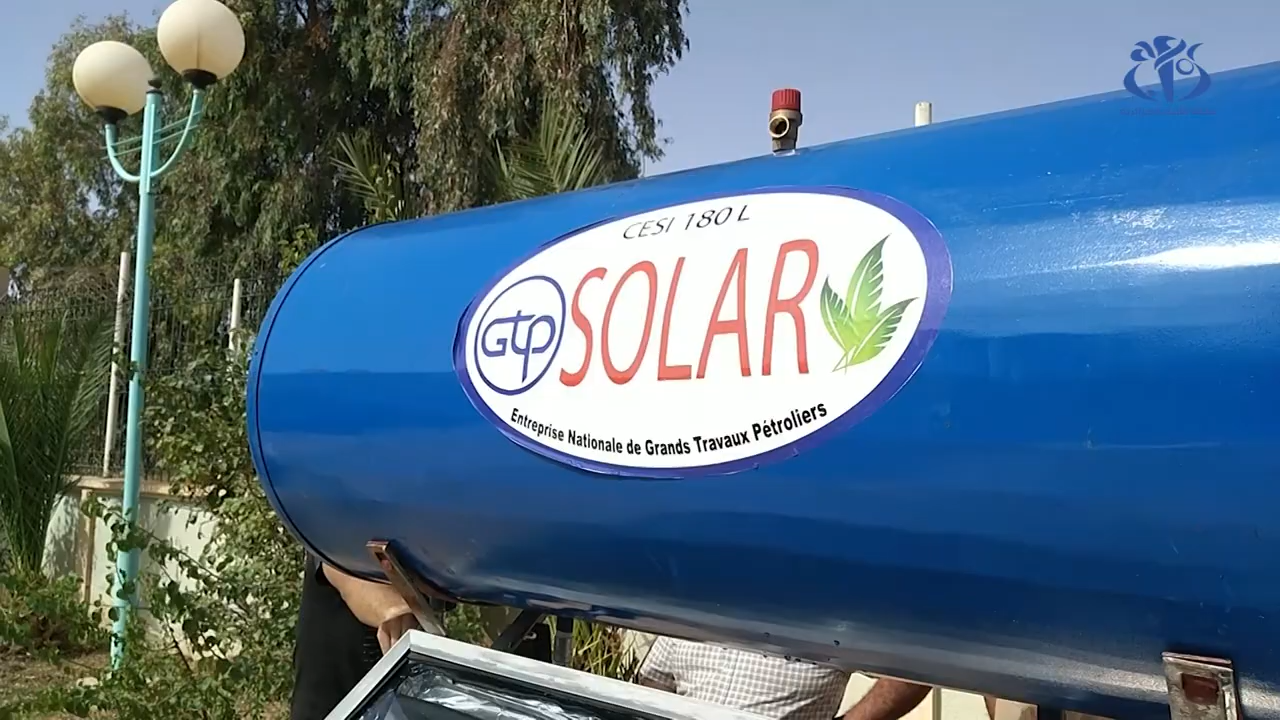 CESI 180 L
Gtp SOLAR
Entreprise Nationale de Grands Travaux Pétroliers